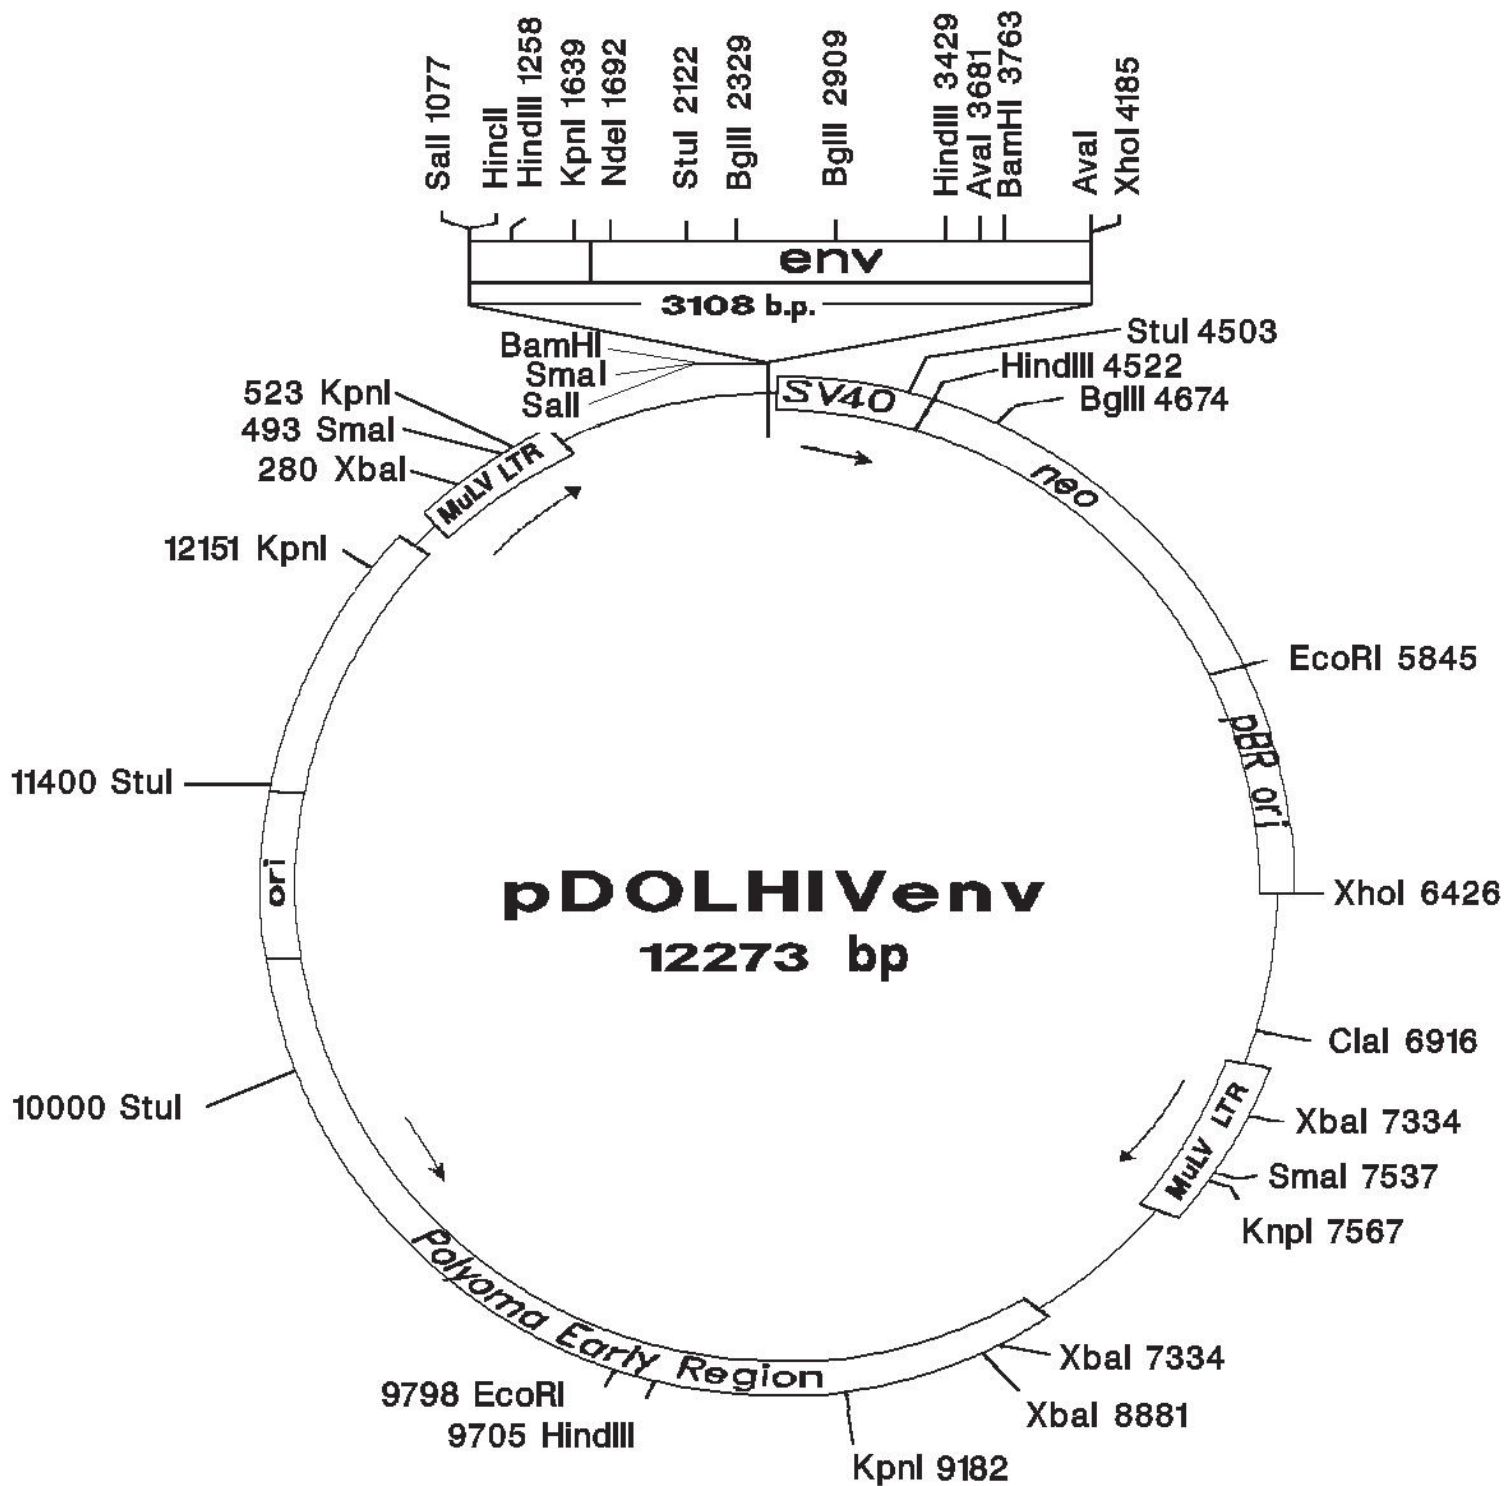 SalI 1077
HincII
HindIII 1258
KpnI 1639
NdeI 1692
StuI 2122
BglII 2329
BglII 2909
HindIII 3429
AvaI 3681
BamHI 3763
AvaI
XhoI 4185
env
3108 b.p.
BamHI
SmaI
SalI
StuI 4503
HindIII 4522
BglII 4674
SV40
neo
523 KpnI
493 SmaI
280 XbaI
MuLV LTR
12151 KpnI
EcoRI 5845
pBR ori
11400 StuI
ori
pDOLHIVenv
12273 bp
XhoI 6426
ClaI 6916
10000 StuI
MuLV LTR
XbaI 7334
SmaI 7537
KnpI 7567
Polyoma Early Region
XbaI 7334
XbaI 8881
9798 EcoRI
9705 HindIII
KpnI 9182